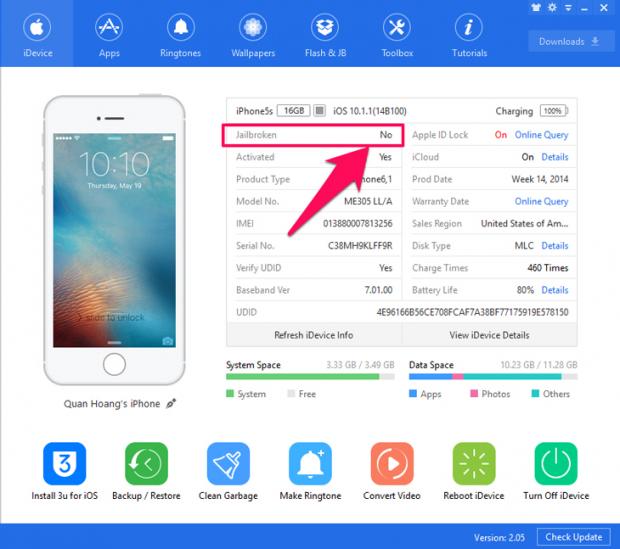 iDevice Apps Ringtones Wallpapers Flash & JB Toolbox Tutorials Downloads
iPhone5s 16GB iOS 10.1.1(14B100) Charging 100%
Jailbroken No Apple ID Lock On Online Query
Activated Yes iCloud On Details
Product Type hone6,1 Prod Date Week 14, 2014
Model No. ME305 LL/A Warranty Date Online Query
IMEI 013880007813256 Sales Region United States of Am...
Serial No. C38MH9KLFF9R Disk Type MLC Details
Verify UDID Yes Charge Times 460 Times
Baseband Ver 7.01.00 Battery Life 80% Details
UDID 4E96166B56CE708FCAF7A38BF77175919E578150
Refresh iDevice Info View iDevice Details
System Space 3.33 GB / 3.49 GB Data Space 10.23 GB / 11.28 GB
System Free Apps Photos Others
10:10
Thursday, May 19
slide to unlock
Quan Hoang's iPhone
3
Install 3u for iOS Backup / Restore Clean Garbage Make Ringtone Convert Video Reboot iDevice Turn Off iDevice
Version: 2.05 Check Update